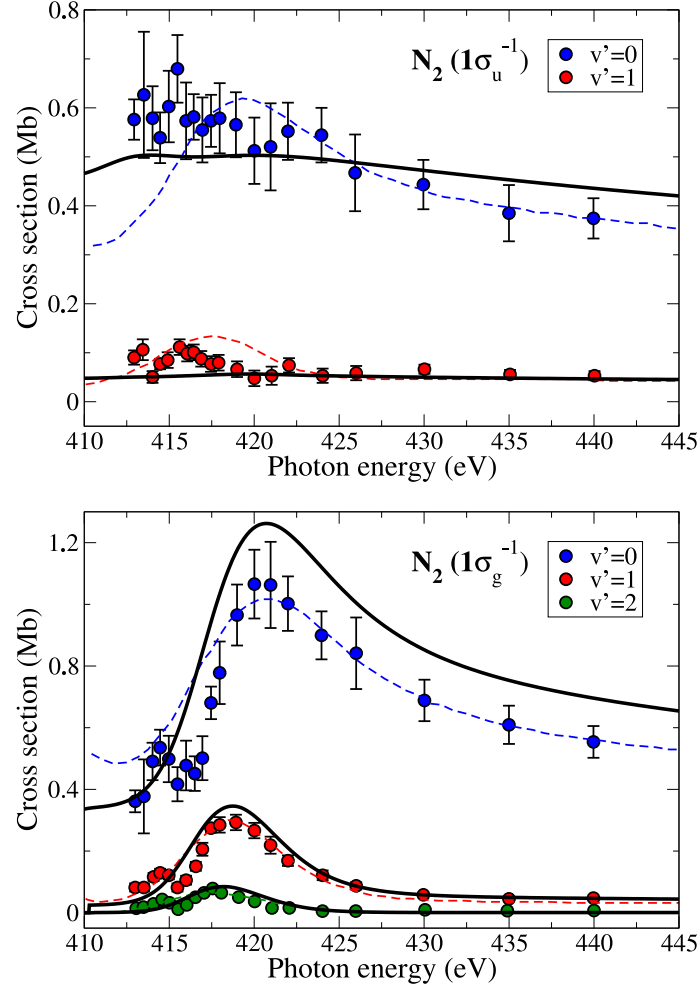 0.8
N₂ (1σᵤ⁻¹)
v'=0
v'=1
0.6
0.4
0.2
0
Cross section (Mb)
410 415 420 425 430 435 440 445
Photon energy (eV)
1.2
N₂ (1σ_g⁻¹)
v'=0
v'=1
v'=2
0.8
0.4
0
Cross section (Mb)
410 415 420 425 430 435 440 445
Photon energy (eV)